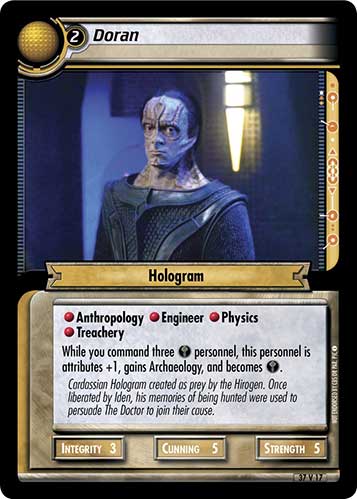 2 Doran
Hologram
Anthropology Engineer Physics
Treachery
While you command three personnel, this personnel is
attributes +1, gains Archaeology, and becomes .
Cardassian Hologram created as prey by the Hirogen. Once
liberated by Iden, his memories of being hunted were used to
persuade The Doctor to join their cause.
INTEGRITY 3 CUNNING 5 STRENGTH 5
37 V 17